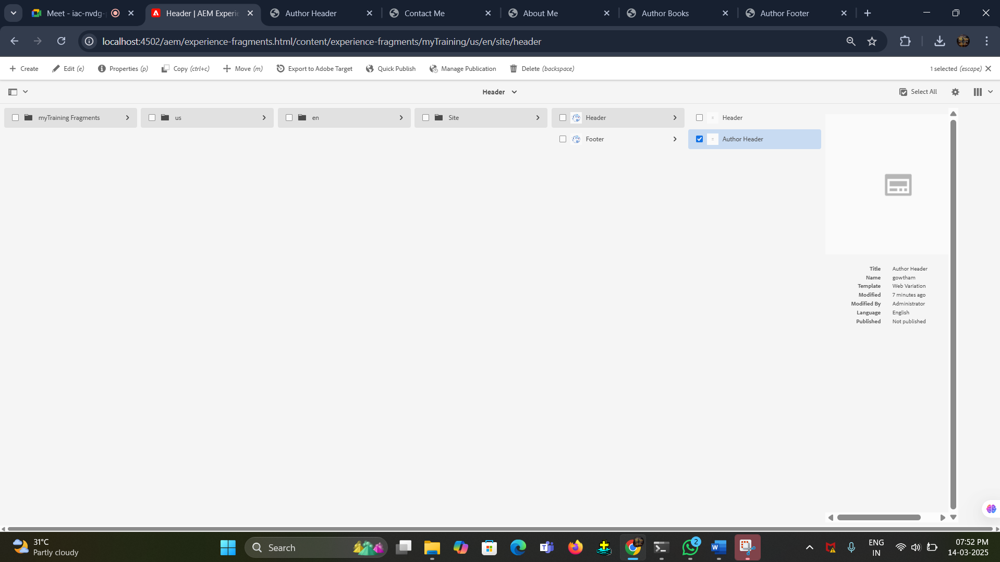 Meet - iac-nvdg-
Header | AEM Experie
Author Header
Contact Me
About Me
Author Books
Author Footer
localhost:4502/aem/experience-fragments.html/content/experience-fragments/myTraining/us/en/site/header
Create
Edit (e)
Properties (p)
Copy (ctrl+c)
Move (m)
Export to Adobe Target
Quick Publish
Manage Publication
Delete (backspace)
1 selected (escape)
Header
Select All
myTraining Fragments
us
en
Site
Header
Header
Footer
Author Header
Title Author Header
Name gowtham
Template Web Variation
Modified 7 minutes ago
Modified By Administrator
Language English
Published Not published
31°C
Partly cloudy
Search
2
ENG
IN
07:52 PM
14-03-2025